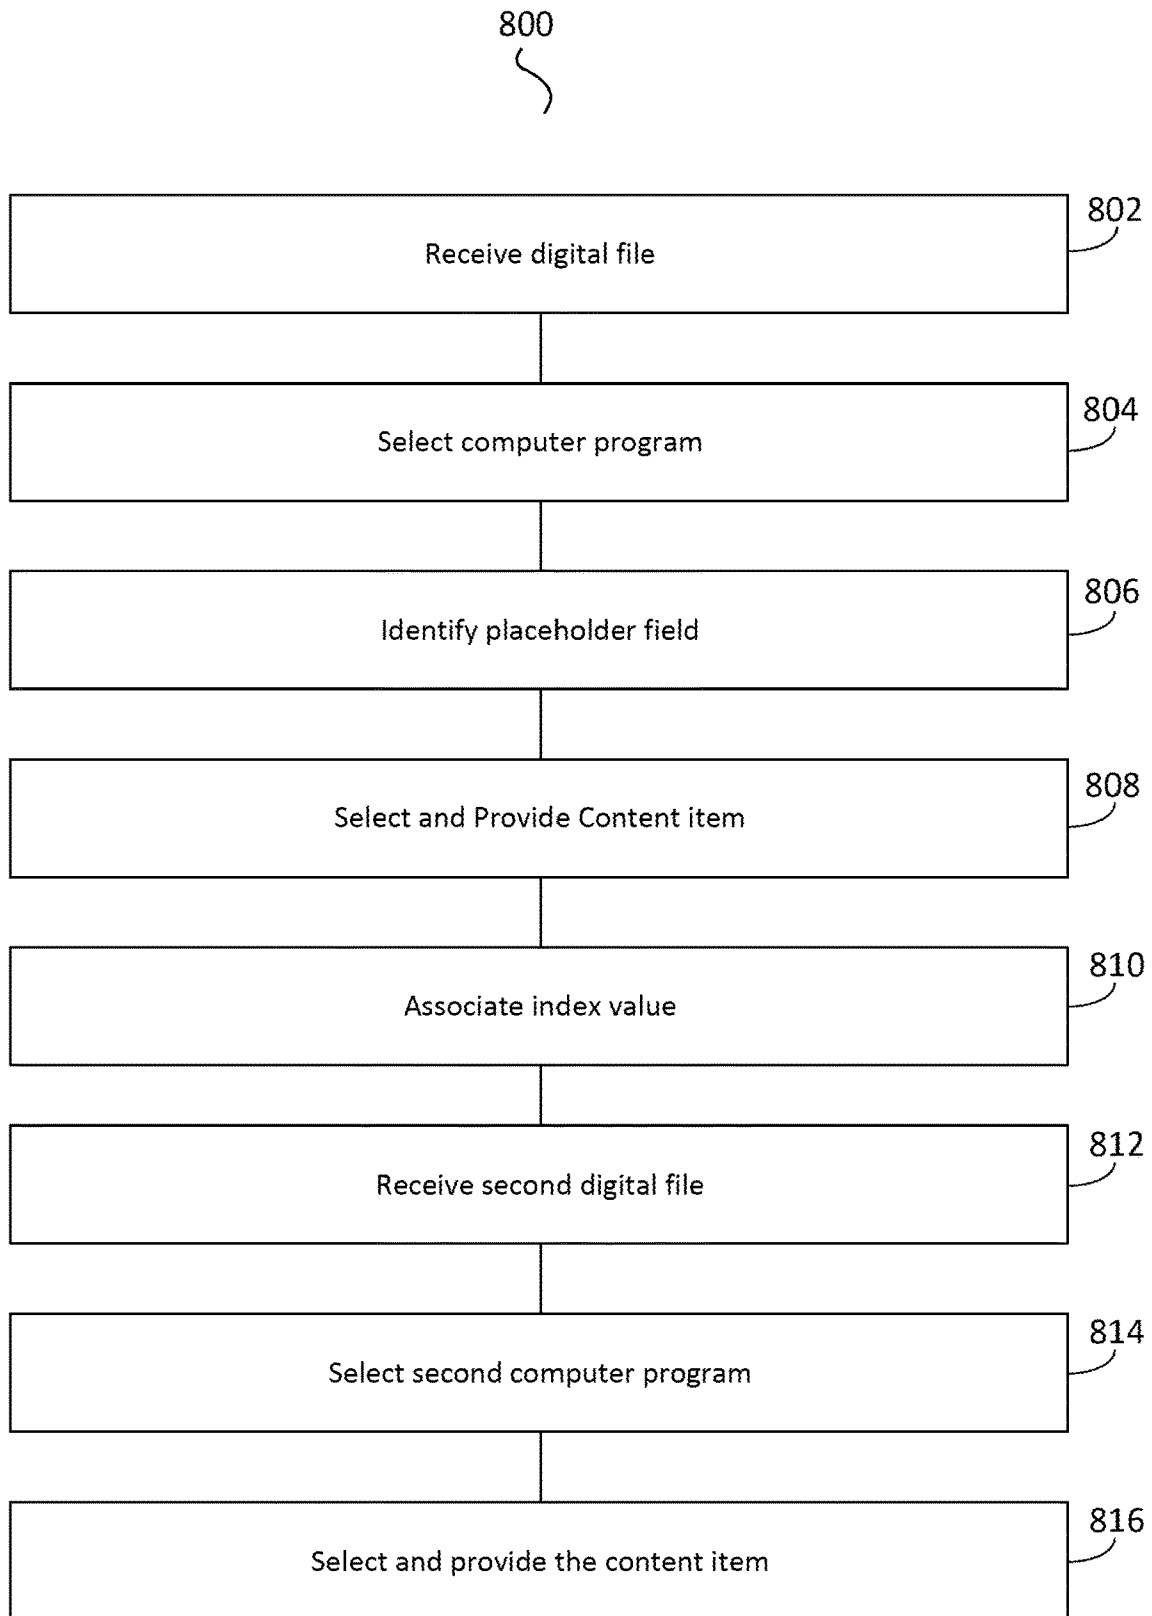 800
Receive digital file
802
Select computer program
804
Identify placeholder field
806
Select and Provide Content item
808
Associate index value
810
Receive second digital file
812
Select second computer program
814
Select and provide the content item
816